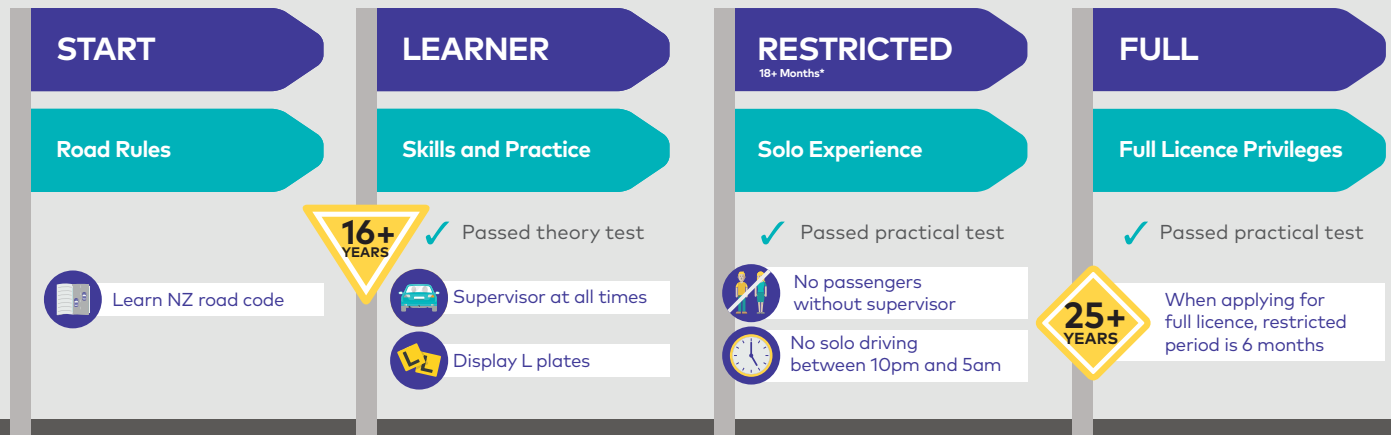 START
Road Rules
Learn NZ road code
LEARNER
Skills and Practice
16+
YEARS
✓ Passed theory test
Supervisor at all times
L L
Display L plates
RESTRICTED
18+ Months*
Solo Experience
✓ Passed practical test
No passengers
without supervisor
No solo driving
between 10pm and 5am
FULL
Full Licence Privileges
✓ Passed practical test
25+
YEARS
When applying for
full licence, restricted
period is 6 months